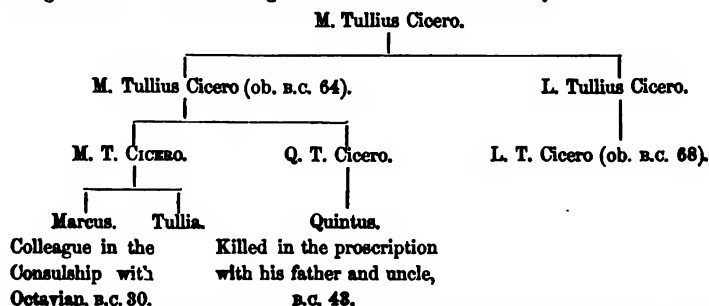 M. Tullius Cicero.
M. Tullius Cicero (ob. B.C. 64). L. Tullius Cicero.
M. T. CICERO. Q. T. Cicero. L. T. Cicero (ob. B.C. 68).
Marcus. Tullia. Quintus.
Colleague in the Killed in the proscription
Consulship with with his father and uncle,
Octavian, B.C. 30. B.C. 43.